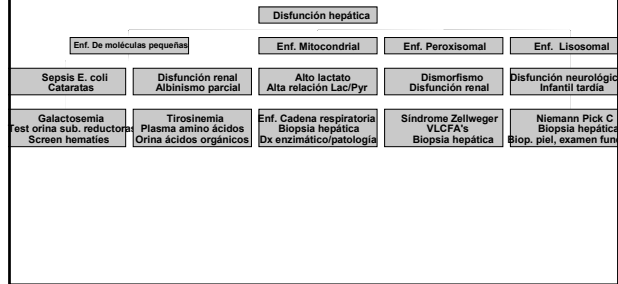 Disfunción hepática
Enf. De moléculas pequeñas
Enf. Mitocondrial
Enf. Peroxisomal
Enf. Lisosomal
Sepsis E. coli
Cataratas
Disfunción renal
Albinismo parcial
Alto lactato
Alta relación Lac/Pyr
Dismorfismo
Disfunción renal
Disfunción neurológic
Infantil tardía
Galactosemia
Test orina sub. reductoras
Screen hematíes
Tirosinemia
Plasma amino ácidos
Orina ácidos orgánicos
Enf. Cadena respiratoria
Biopsia hepática
Dx enzimático/patología
Síndrome Zellweger
VLCFA's
Biopsia hepática
Niemann Pick C
Biopsia hepática
Biop. piel, examen fun